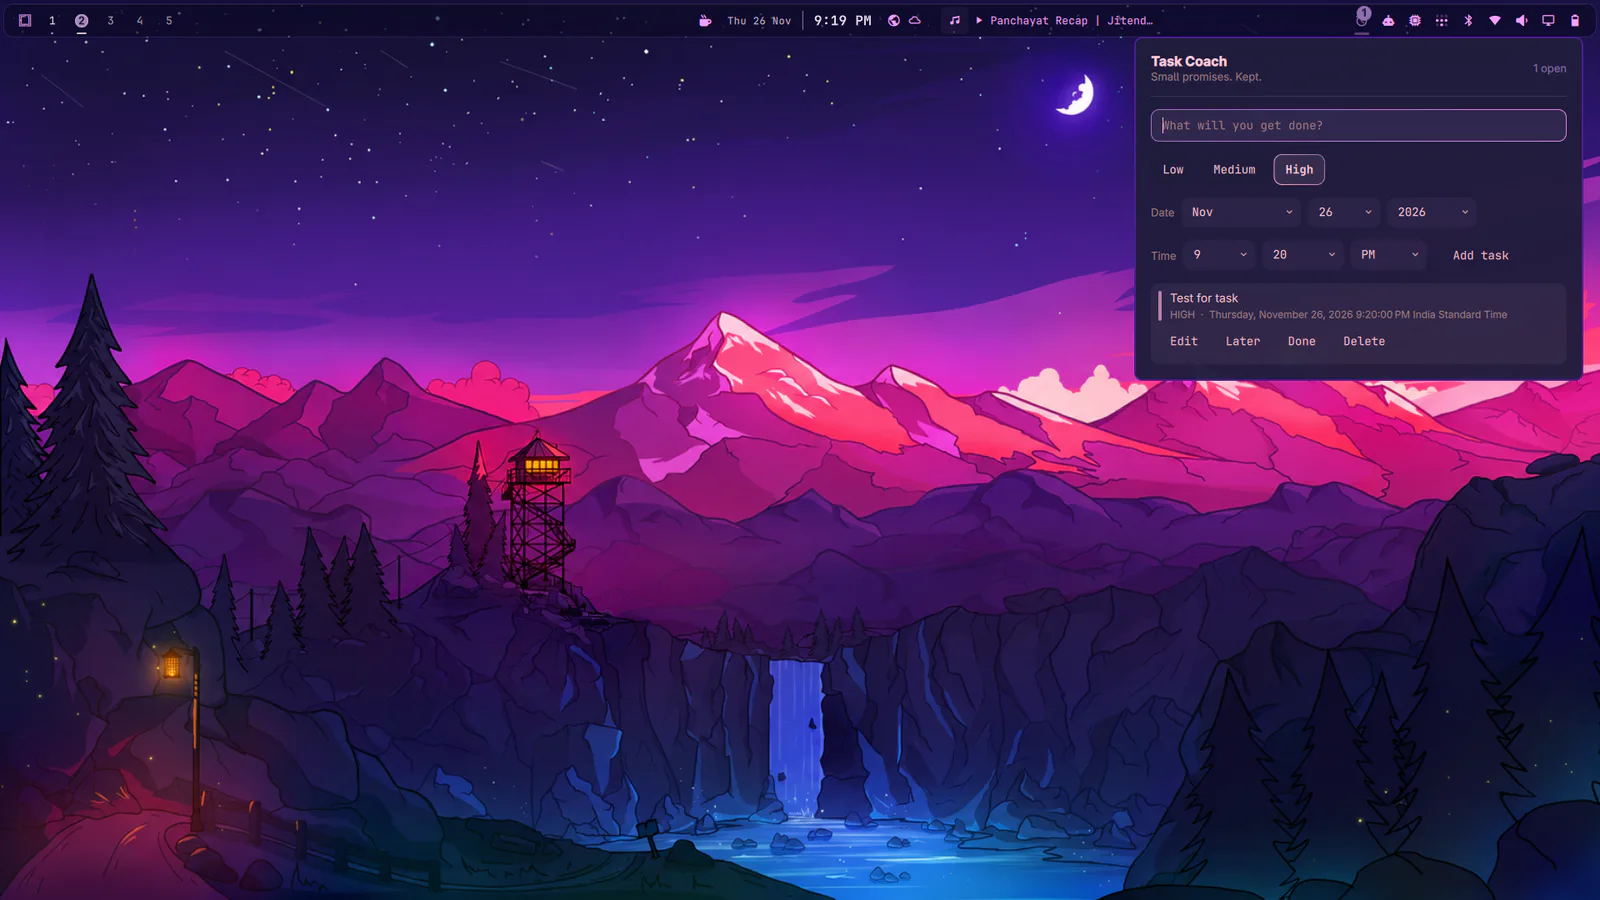 1 2 3 4 5 Thu 26 Nov 9:19 PM Panchayat Recap | Jitend… 1
Task Coach
Small promises. Kept.
1 open
What will you get done?
Low Medium High
Date Nov 26 2026
Time 9 20 PM Add task
Test for task
HIGH · Thursday, November 26, 2026 9:20:00 PM India Standard Time
Edit Later Done Delete